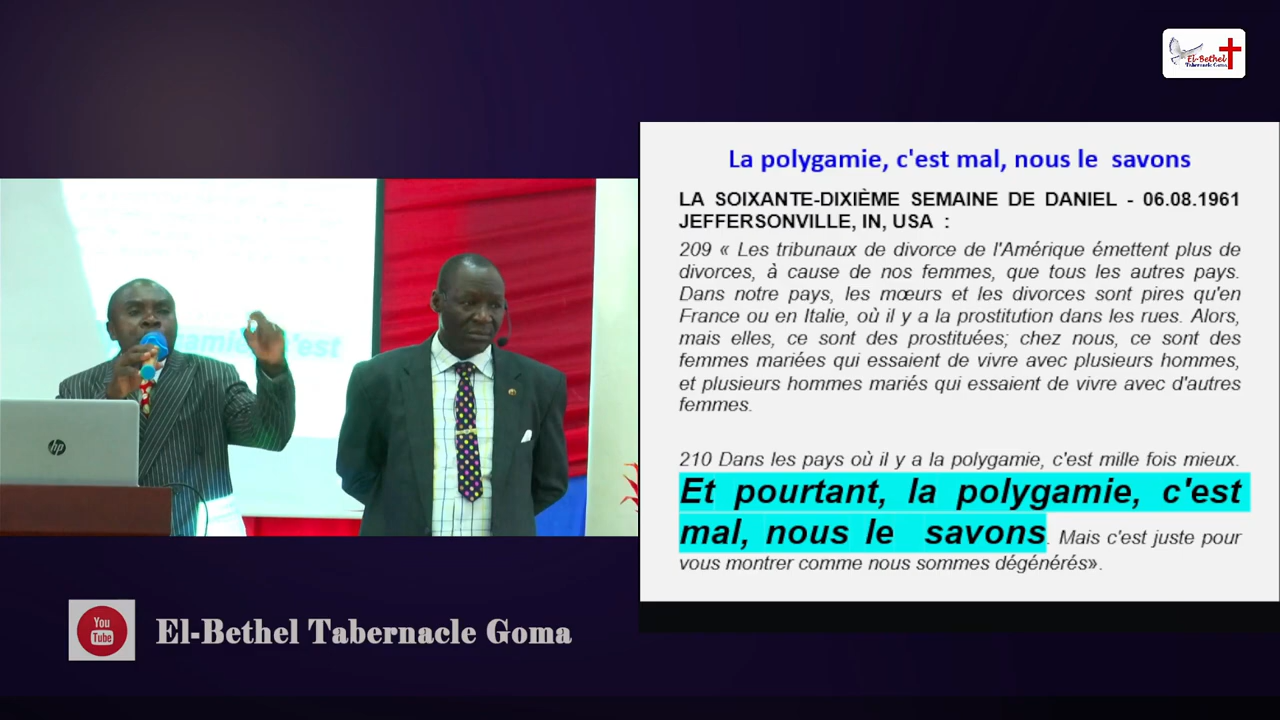 El-Bethel
Tabernacle Goma
La polygamie, c'est mal, nous le savons
LA SOIXANTE-DIXIÈME SEMAINE DE DANIEL - 06.08.1961
JEFFERSONVILLE, IN, USA :
209 « Les tribunaux de divorce de l'Amérique émettent plus de
divorces, à cause de nos femmes, que tous les autres pays.
Dans notre pays, les mœurs et les divorces sont pires qu'en
France ou en Italie, où il y a la prostitution dans les rues. Alors,
mais elles, ce sont des prostituées; chez nous, ce sont des
femmes mariées qui essaient de vivre avec plusieurs hommes,
et plusieurs hommes mariés qui essaient de vivre avec d'autres
femmes.
210 Dans les pays où il y a la polygamie, c'est mille fois mieux.
Et pourtant, la polygamie, c'est
mal, nous le savons. Mais c'est juste pour
vous montrer comme nous sommes dégénérés».
hp
You
Tube
El-Bethel Tabernacle Goma